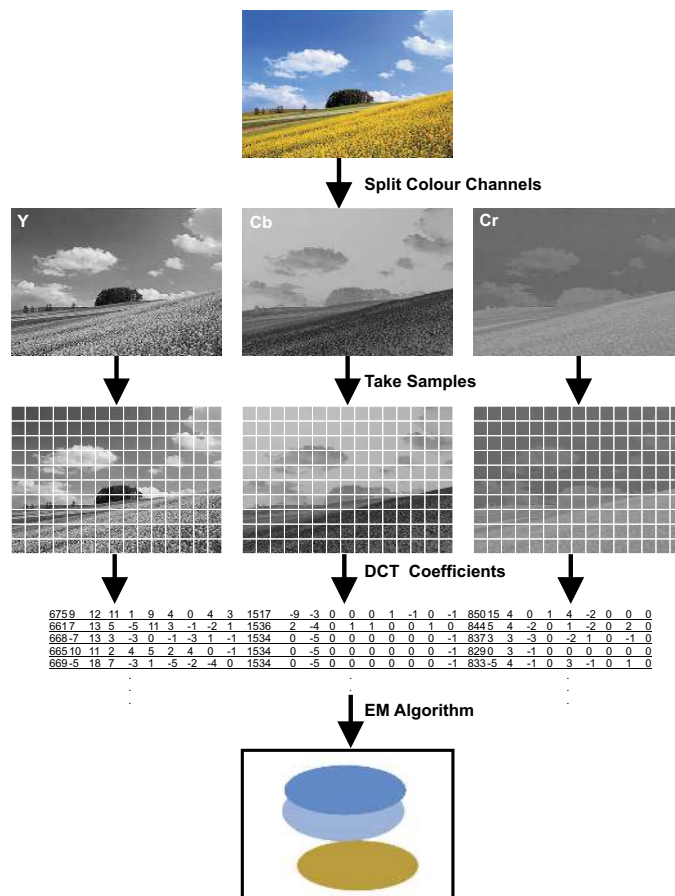 Split Colour Channels
Y
Cb
Cr
Take Samples
DCT Coefficients
675 9 12 11 1 9 4 0 4 3 1517 -9 -3 0 0 0 1 -1 0 -1 850 15 4 0 1 4 -2 0 0 0
661 7 13 5 -5 11 3 -1 -2 1 1536 2 -4 0 1 1 0 0 1 0 844 5 4 -2 0 1 -2 0 2 0
668 -7 13 3 -3 0 -1 -3 1 -1 1534 0 -5 0 0 0 0 0 0 -1 837 3 3 -3 0 -2 1 0 -1 0
665 10 11 2 4 5 2 4 0 -1 1534 0 -5 0 0 0 0 0 0 -1 829 0 3 -1 0 0 0 0 0 0
669 -5 18 7 -3 1 -5 -2 -4 0 1534 0 -5 0 0 0 0 0 0 -1 833 -5 4 -1 0 3 -1 0 1 0
EM Algorithm